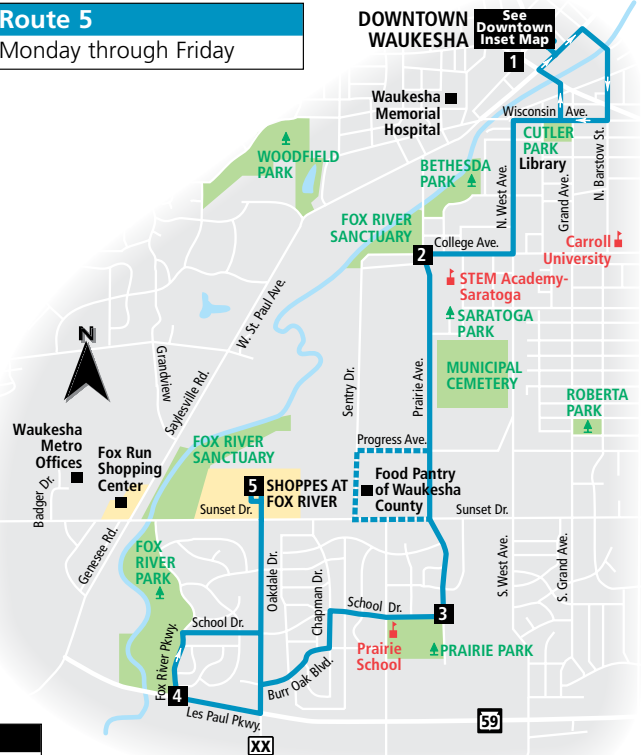 Route 5
Monday through Friday
DOWNTOWN
WAUKESHA
See
Downtown
Inset Map
1
Waukesha
Memorial
Hospital
Wisconsin Ave.
CUTLER
PARK
Library
WOODFIELD
PARK
BETHESDA
PARK
N. West Ave.
Grand Ave.
N. Barstow St.
FOX RIVER
SANCTUARY
College Ave.
2
Carroll
University
STEM Academy-
Saratoga
SARATOGA
PARK
W. St. Paul Ave.
N
Grandview
Saylesville Rd.
Sentry Dr.
Prairie Ave.
MUNICIPAL
CEMETERY
ROBERTA
PARK
Waukesha
Metro
Offices
Fox Run
Shopping
Center
FOX RIVER
SANCTUARY
Progress Ave.
5
SHOPPES AT
FOX RIVER
Food Pantry
of Waukesha
County
Badger Dr.
Sunset Dr.
Sunset Dr.
Genesee Rd.
FOX
RIVER
PARK
Oakdale Dr.
Chapman Dr.
S. West Ave.
S. Grand Ave.
School Dr.
School Dr.
3
Prairie
School
PRAIRIE PARK
Fox River Pkwy.
4
Burr Oak Blvd.
Les Paul Pkwy.
59
XX